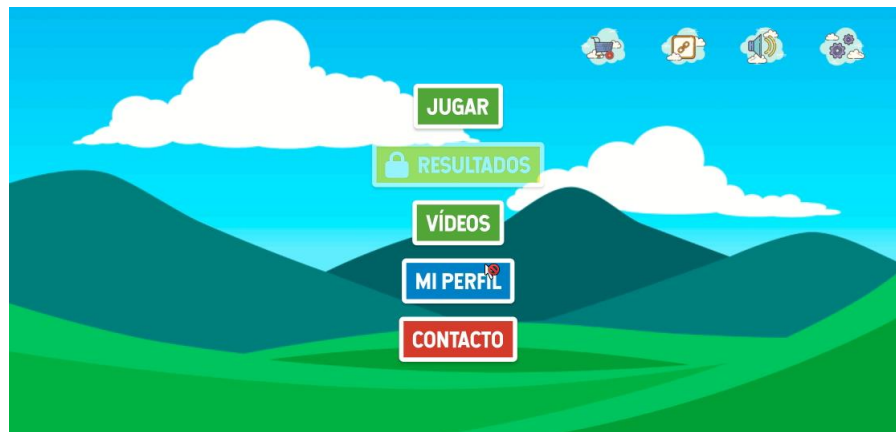 JUGAR
RESULTADOS
VÍDEOS
MI PERFIL
CONTACTO